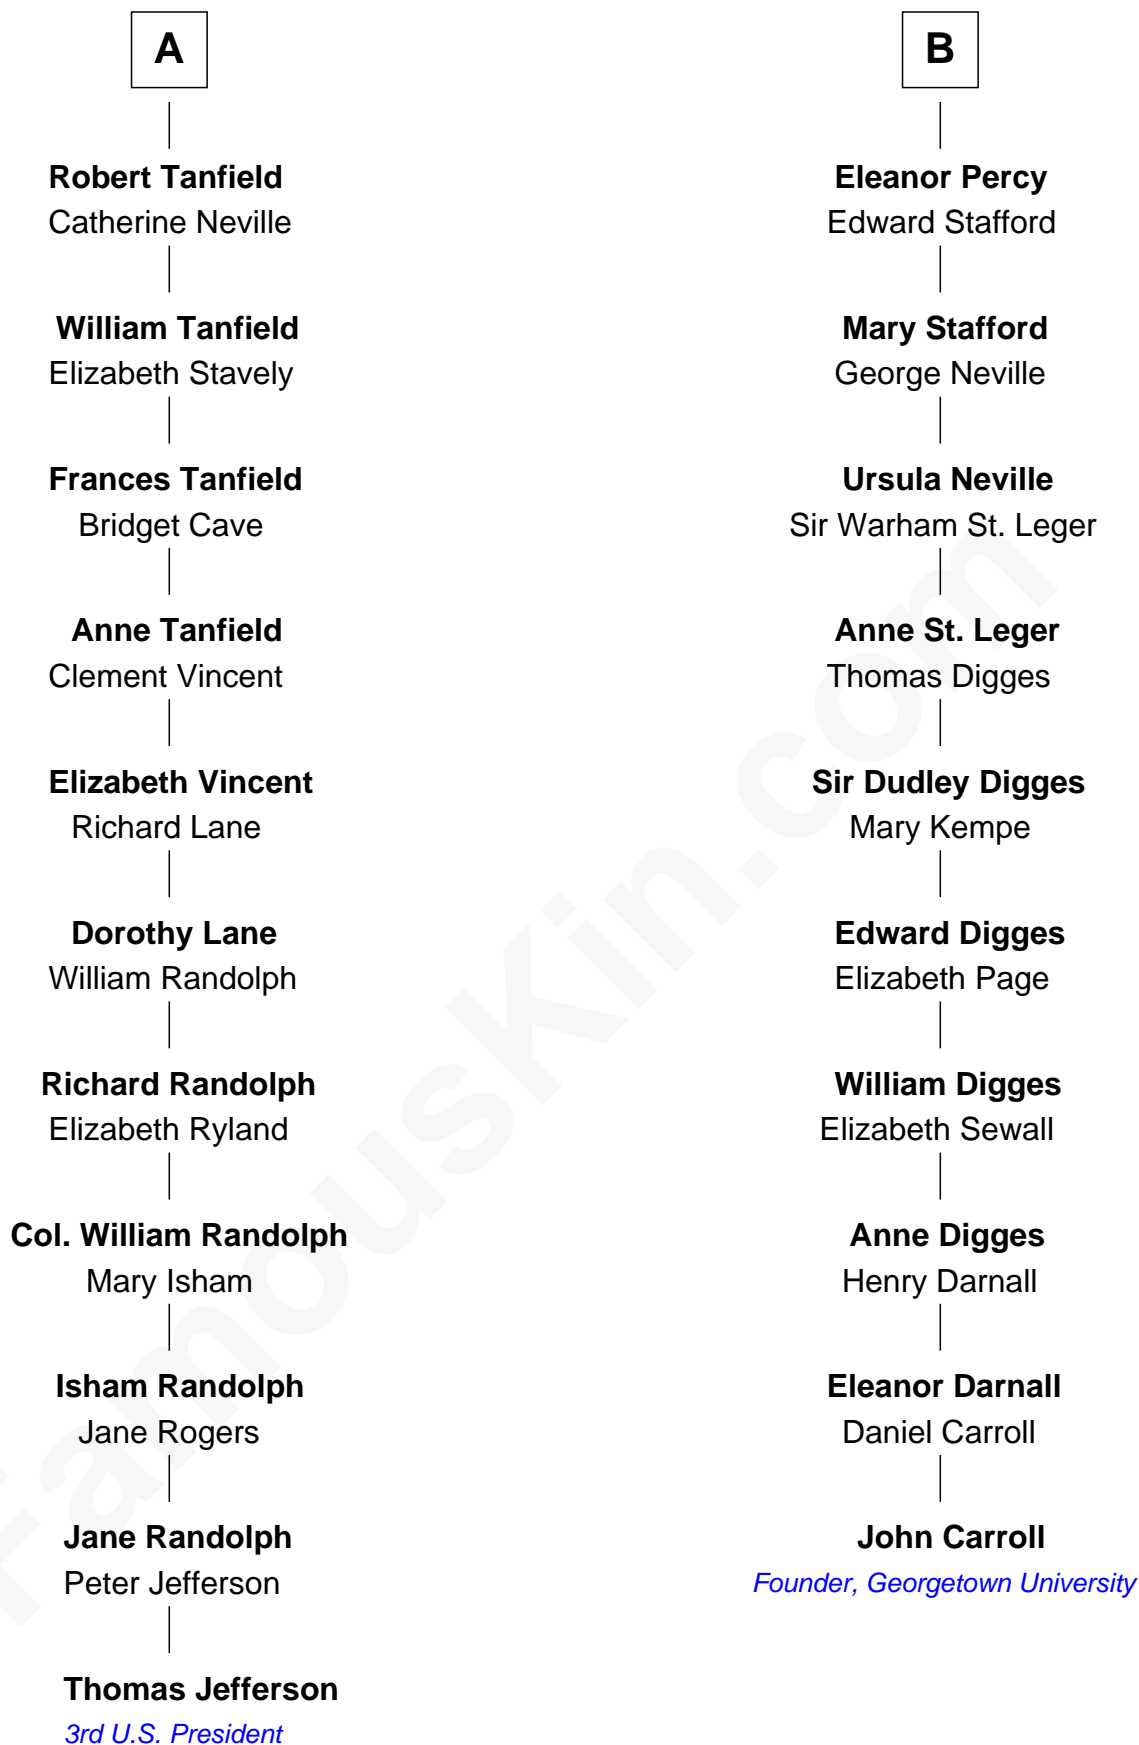 A
Robert Tanfield
Catherine Neville
William Tanfield
Elizabeth Stavely
Frances Tanfield
Bridget Cave
Anne Tanfield
Clement Vincent
Elizabeth Vincent
Richard Lane
Dorothy Lane
William Randolph
Richard Randolph
Elizabeth Ryland
Col. William Randolph
Mary Isham
Isham Randolph
Jane Rogers
Jane Randolph
Peter Jefferson
Thomas Jefferson
3rd U.S. President
B
Eleanor Percy
Edward Stafford
Mary Stafford
George Neville
Ursula Neville
Sir Warham St. Leger
Anne St. Leger
Thomas Digges
Sir Dudley Digges
Mary Kempe
Edward Digges
Elizabeth Page
William Digges
Elizabeth Sewall
Anne Digges
Henry Darnall
Eleanor Darnall
Daniel Carroll
John Carroll
Founder, Georgetown University
FamousKin.com